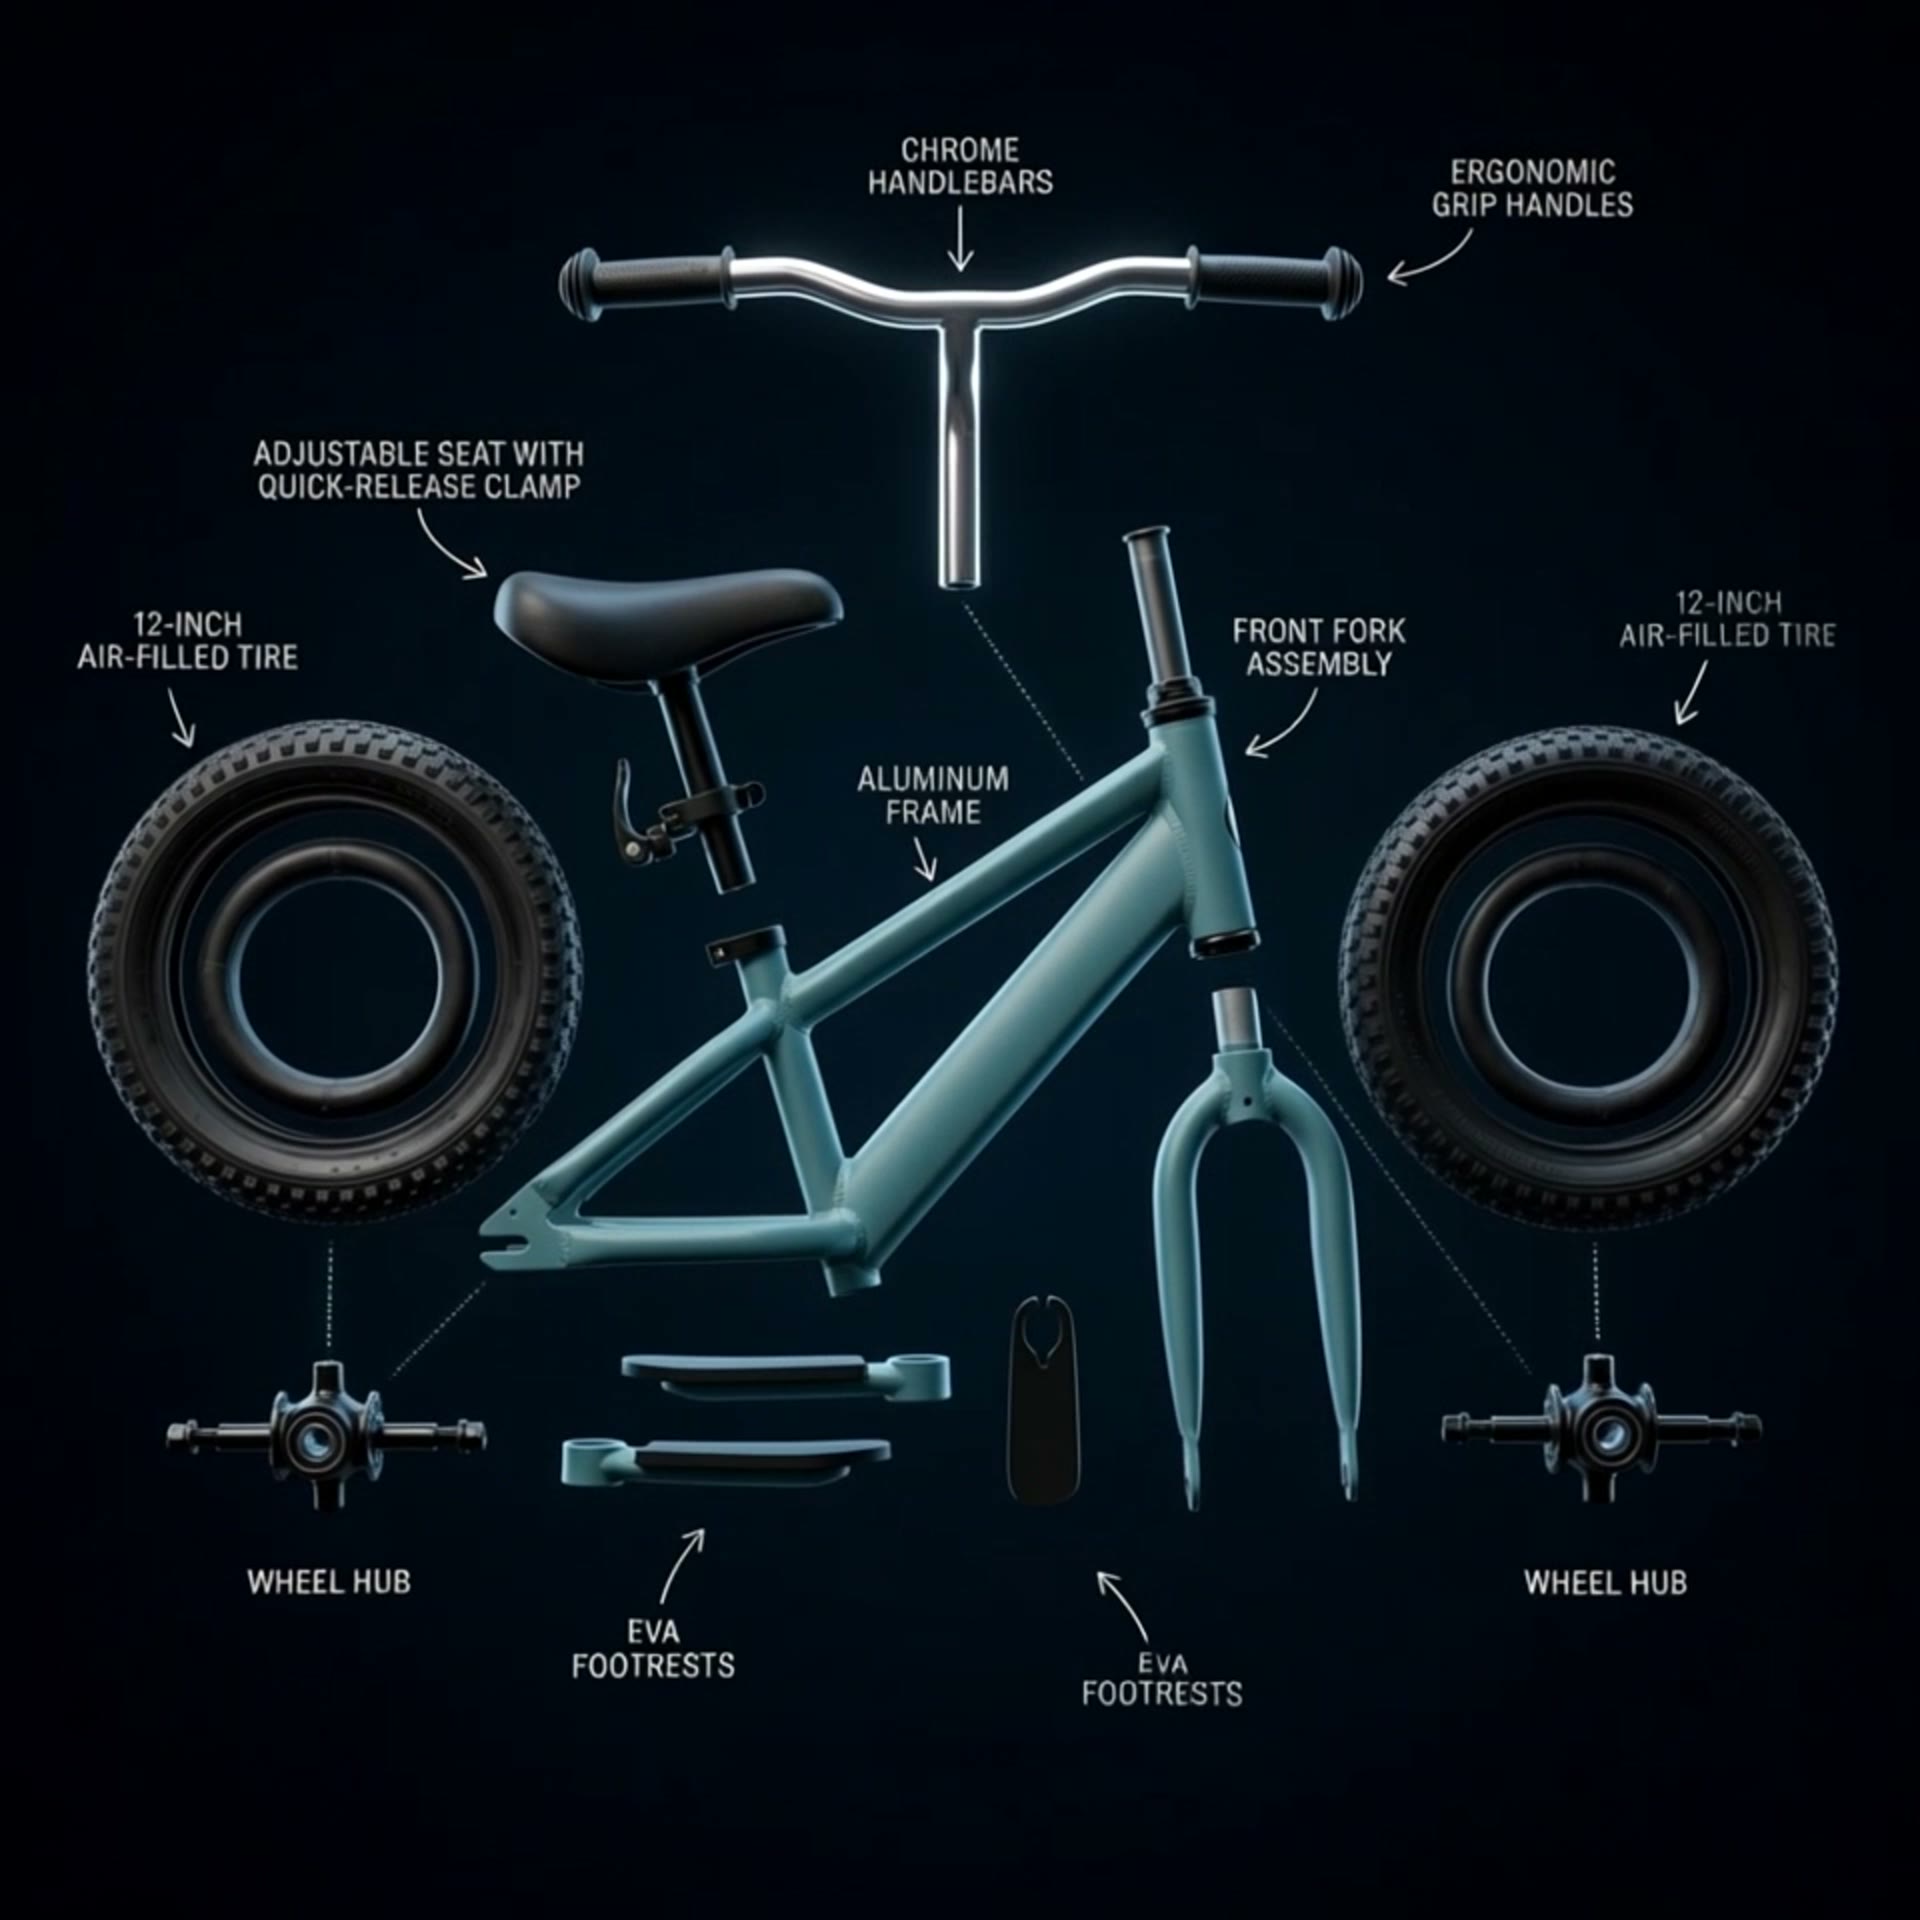 CHROME
HANDLEBARS
ERGONOMIC
GRIP HANDLES
ADJUSTABLE SEAT WITH
QUICK-RELEASE CLAMP
12-INCH
AIR-FILLED TIRE
FRONT FORK
ASSEMBLY
12-INCH
AIR-FILLED TIRE
ALUMINUM
FRAME
WHEEL HUB
EVA
FOOTRESTS
EVA
FOOTRESTS
WHEEL HUB